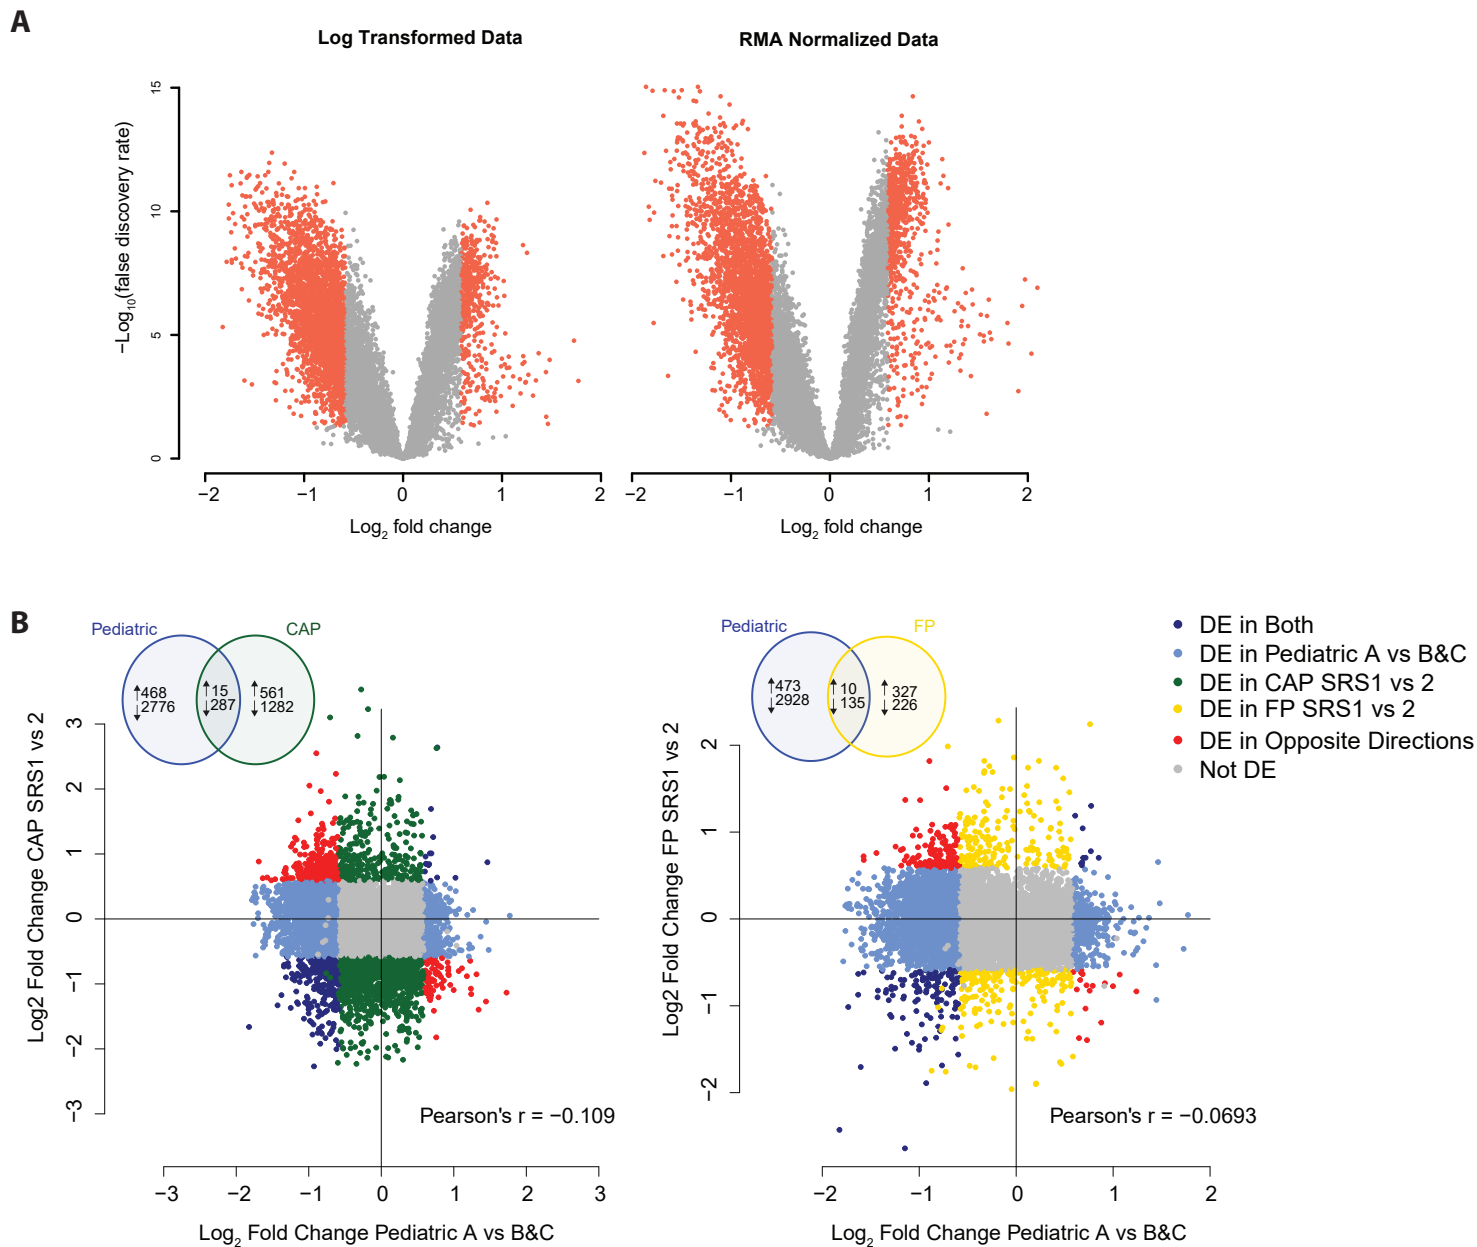 A
Log Transformed Data
RMA Normalized Data
−Log10(false discovery rate)
15
10
5
0
−2 −1 0 1 2
−2 −1 0 1 2
Log2 fold change
Log2 fold change
B
Pediatric
CAP
468
2776
15
287
561
1282
Log2 Fold Change CAP SRS1 vs 2
3
2
1
0
−1
−2
−3
Pearson's r = −0.109
−3 −2 −1 0 1 2 3
Log2 Fold Change Pediatric A vs B&C
Pediatric
FP
473
2928
10
135
327
226
Log2 Fold Change FP SRS1 vs 2
2
1
0
−1
−2
Pearson's r = −0.0693
−2 −1 0 1 2
Log2 Fold Change Pediatric A vs B&C
DE in Both
DE in Pediatric A vs B&C
DE in CAP SRS1 vs 2
DE in FP SRS1 vs 2
DE in Opposite Directions
Not DE